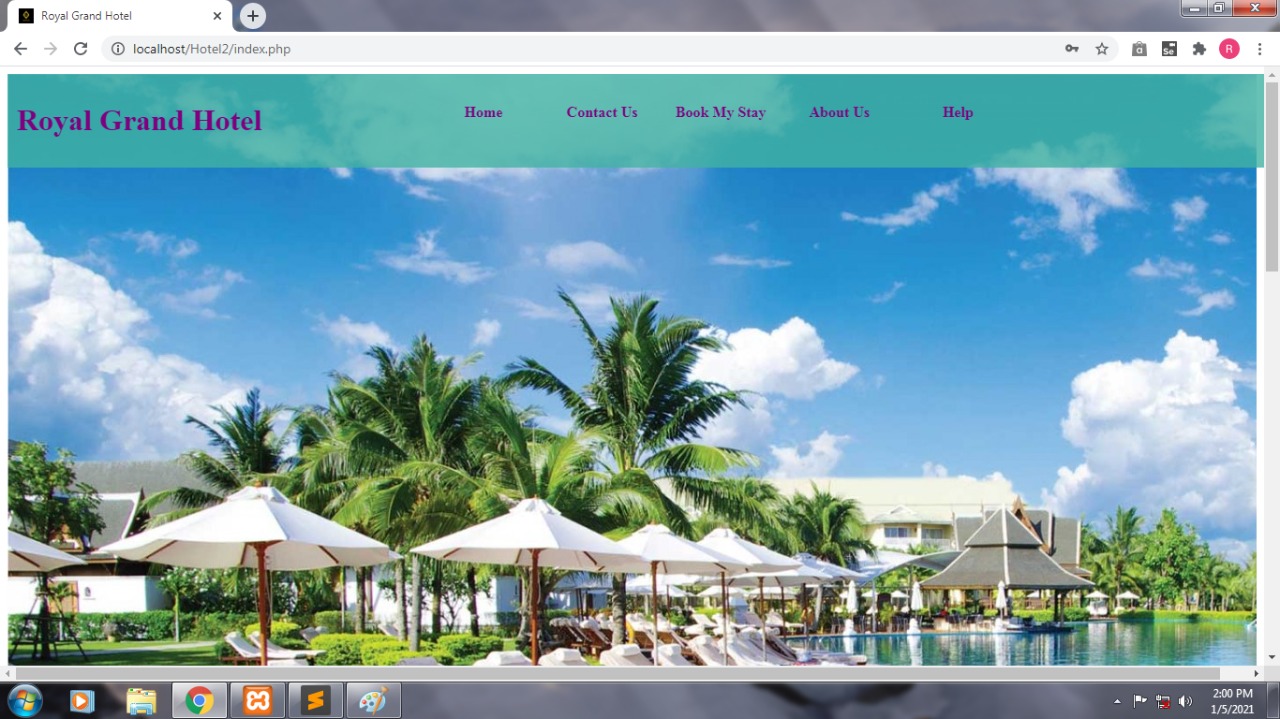 Royal Grand Hotel
localhost/Hotel2/index.php
R
Royal Grand Hotel
Home Contact Us Book My Stay About Us Help
2:00 PM
1/5/2021